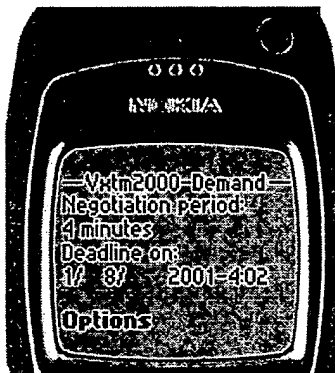 NOKIA
Vxtm2000-Demand
Negotiation period:
4 minutes
Deadline on:
1/ 8/ 2001-4:02
Options